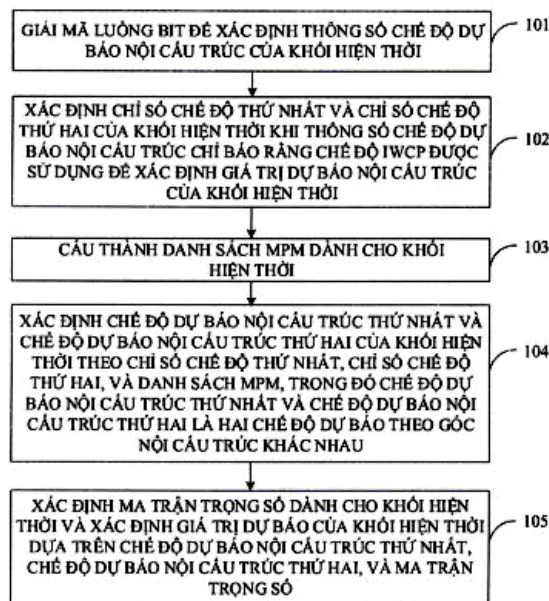 GIẢI MÃ LUỒNG BIT ĐỂ XÁC ĐỊNH THÔNG SỐ CHẾ ĐỘ DỰ
BÁO NỘI CẤU TRÚC CỦA KHỐI HIỆN THỜI
101
XÁC ĐỊNH CHỈ SỐ CHẾ ĐỘ THỨ NHẤT VÀ CHỈ SỐ CHẾ ĐỘ
THỨ HAI CỦA KHỐI HIỆN THỜI KHI THÔNG SỐ CHẾ ĐỘ DỰ
BÁO NỘI CẤU TRÚC CHỈ BÁO RẰNG CHẾ ĐỘ IWCP ĐƯỢC
SỬ DỤNG ĐỂ XÁC ĐỊNH GIÁ TRỊ DỰ BÁO NỘI CẤU TRÚC
CỦA KHỐI HIỆN THỜI
102
CẤU THÀNH DANH SÁCH MPM DÀNH CHO KHỐI
HIỆN THỜI
103
XÁC ĐỊNH CHẾ ĐỘ DỰ BÁO NỘI CẤU TRÚC THỨ NHẤT VÀ
CHẾ ĐỘ DỰ BÁO NỘI CẤU TRÚC THỨ HAI CỦA KHỐI HIỆN
THỜI THEO CHỈ SỐ CHẾ ĐỘ THỨ NHẤT, CHỈ SỐ CHẾ ĐỘ
THỨ HAI, VÀ DANH SÁCH MPM, TRONG ĐÓ CHẾ ĐỘ DỰ
BÁO NỘI CẤU TRÚC THỨ NHẤT VÀ CHẾ ĐỘ DỰ BÁO NỘI
CẤU TRÚC THỨ HAI LÀ HAI CHẾ ĐỘ DỰ BÁO THEO GÓC
NỘI CẤU TRÚC KHÁC NHAU
104
XÁC ĐỊNH MA TRẬN TRỌNG SỐ DÀNH CHO KHỐI HIỆN
THỜI VÀ XÁC ĐỊNH GIÁ TRỊ DỰ BÁO CỦA KHỐI HIỆN THỜI
DỰA TRÊN CHẾ ĐỘ DỰ BÁO NỘI CẤU TRÚC THỨ NHẤT,
CHẾ ĐỘ DỰ BÁO NỘI CẤU TRÚC THỨ HAI, VÀ MA TRẬN
TRỌNG SỐ
105